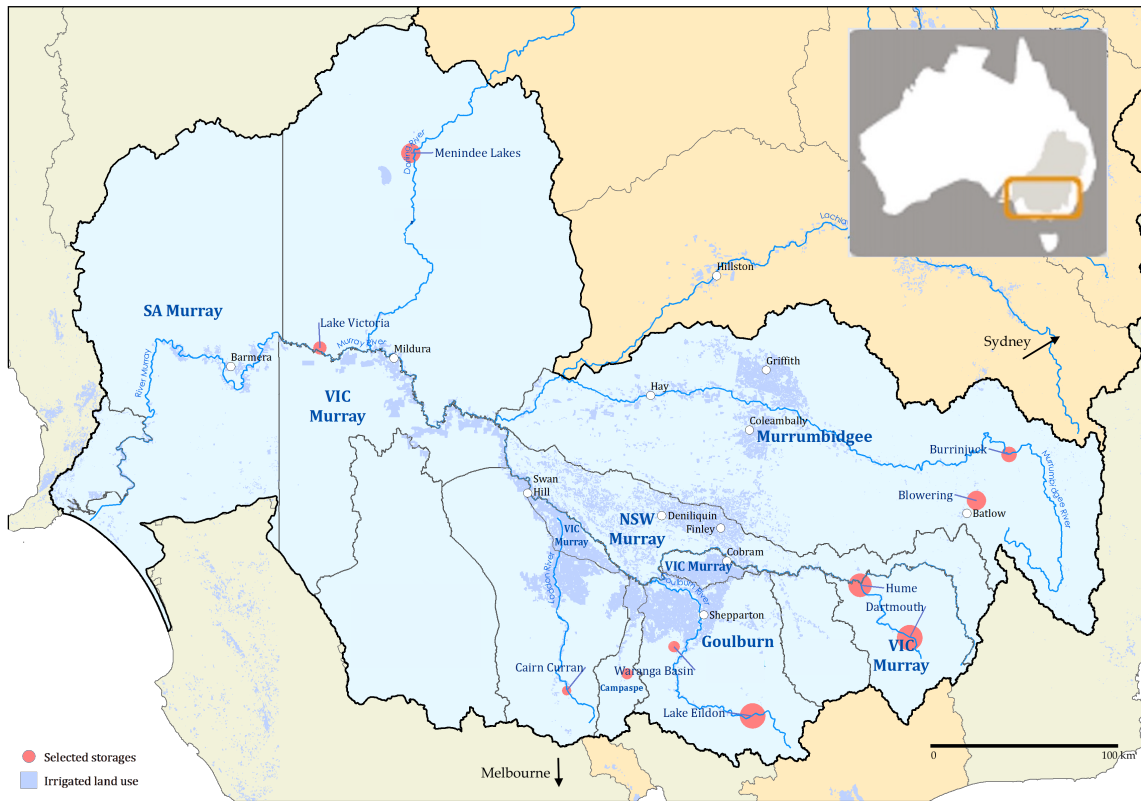 Darling River
Menindee Lakes
Lachla
Hillston
Sydney
SA Murray
Lake Victoria
Murray River
Mildura
Barmera
River Murray
VIC
Murray
Griffith
Hay
Coleambally
Murrumbidgee
Burrinjuck
Murrumbidgee River
Blowering
Batlow
Swan
Hill
NSW
Murray
Deniliquin
Finley
VIC
Murray
Cobram
VIC Murray
Loddon River
Goulburn River
Hume
Dartmouth
Shepparton
Goulburn
VIC
Murray
Cairn Curran
Waranga Basin
Campaspe
Lake Eildon
Selected storages
Irrigated land use
Melbourne
0
100 km